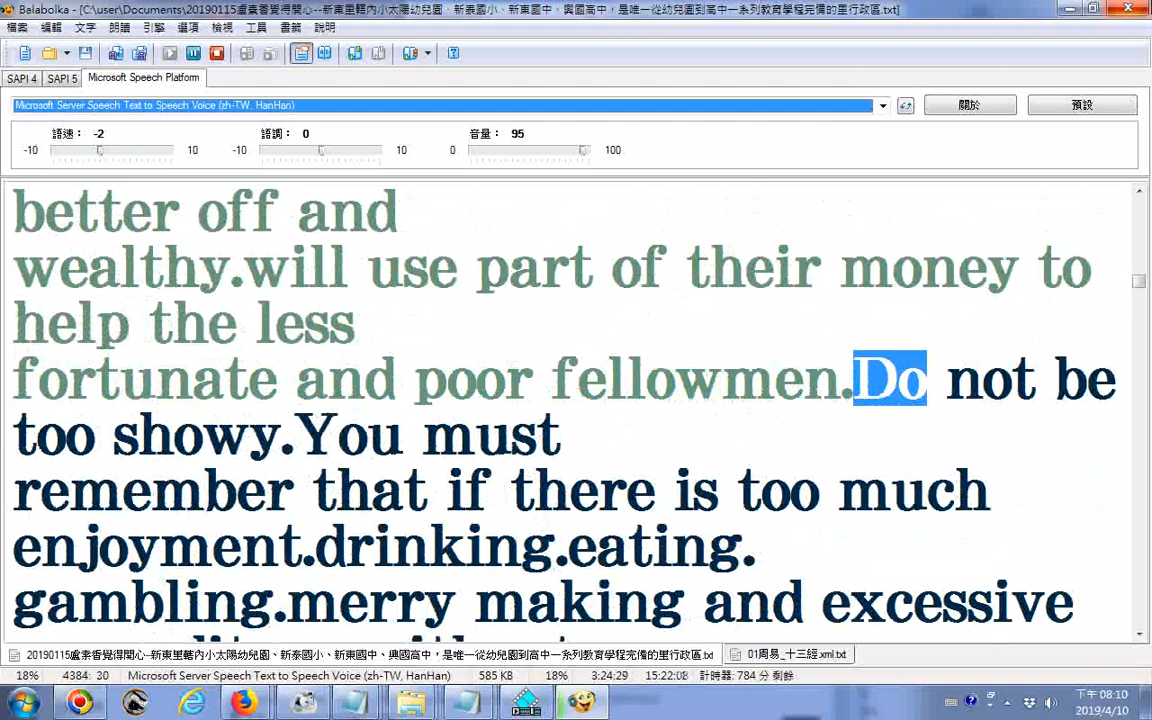 Balabolka - [C:\user\Documents\20190115盧素香覺得開心--新東里轄內小太陽幼兒園、新泰國小、新東國中、興國高中，是唯一從幼兒園到高中一系列教育學程完備的里行政區.txt]
檔案 編輯 文字 朗讀 引擎 選項 檢視 工具 書籤 說明
SAPI 4 SAPI 5 Microsoft Speech Platform
Microsoft Server Speech Text to Speech Voice (zh-TW, HanHan) 關於 預設
語速： -2 語調： 0 音量： 95
-10 10 -10 10 0 100
better off and
wealthy.will use part of their money to
help the less
fortunate and poor fellowmen.Do not be
too showy.You must
remember that if there is too much
enjoyment.drinking.eating.
gambling.merry making and excessive
20190115盧素香覺得開心--新東里轄內小太陽幼兒園、新泰國小、新東國中、興國高中，是唯一從幼兒園到高中一系列教育學程完備的里行政區.txt 01周易_十三經.xml.txt
18% 4384: 30 Microsoft Server Speech Text to Speech Voice (zh-TW, HanHan) 585 KB 18% 3:24:29 15:22:08 計時器: 784 分 剩餘
下午 08:10
2019/4/10